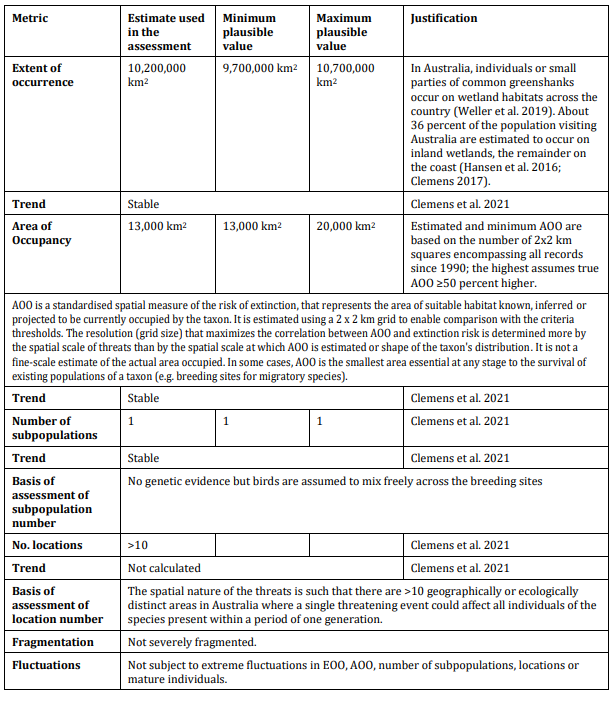 Metric Estimate used Minimum Maximum Justification
in the plausible plausible
assessment value value
Extent of 10,200,000 9,700,000 km2 10,700,000 In Australia, individuals or small
occurrence km2 km2 parties of common greenshanks
occur on wetland habitats across the
country (Weller et al. 2019). About
36 percent of the population visiting
Australia are estimated to occur on
inland wetlands, the remainder on
the coast (Hansen et al. 2016;
Clemens 2017).
Trend Stable Clemens et al. 2021
Area of 13,000 km2 13,000 km2 20,000 km2 Estimated and minimum AOO are
Occupancy based on the number of 2x2 km
squares encompassing all records
since 1990; the highest assumes true
AOO ≥50 percent higher.
AOO is a standardised spatial measure of the risk of extinction, that represents the area of suitable habitat known, inferred or
projected to be currently occupied by the taxon. It is estimated using a 2 x 2 km grid to enable comparison with the criteria
thresholds. The resolution (grid size) that maximizes the correlation between AOO and extinction risk is determined more by
the spatial scale of threats than by the spatial scale at which AOO is estimated or shape of the taxon's distribution. It is not a
fine-scale estimate of the actual area occupied. In some cases, AOO is the smallest area essential at any stage to the survival of
existing populations of a taxon (e.g. breeding sites for migratory species).
Trend Stable Clemens et al. 2021
Number of 1 1 1 Clemens et al. 2021
subpopulations
Trend Stable Clemens et al. 2021
Basis of No genetic evidence but birds are assumed to mix freely across the breeding sites
assessment of
subpopulation
number
No. locations >10 Clemens et al. 2021
Trend Not calculated Clemens et al. 2021
Basis of The spatial nature of the threats is such that there are >10 geographically or ecologically
assessment of distinct areas in Australia where a single threatening event could affect all individuals of the
location number species present within a period of one generation.
Fragmentation Not severely fragmented.
Fluctuations Not subject to extreme fluctuations in EOO, AOO, number of subpopulations, locations or
mature individuals.